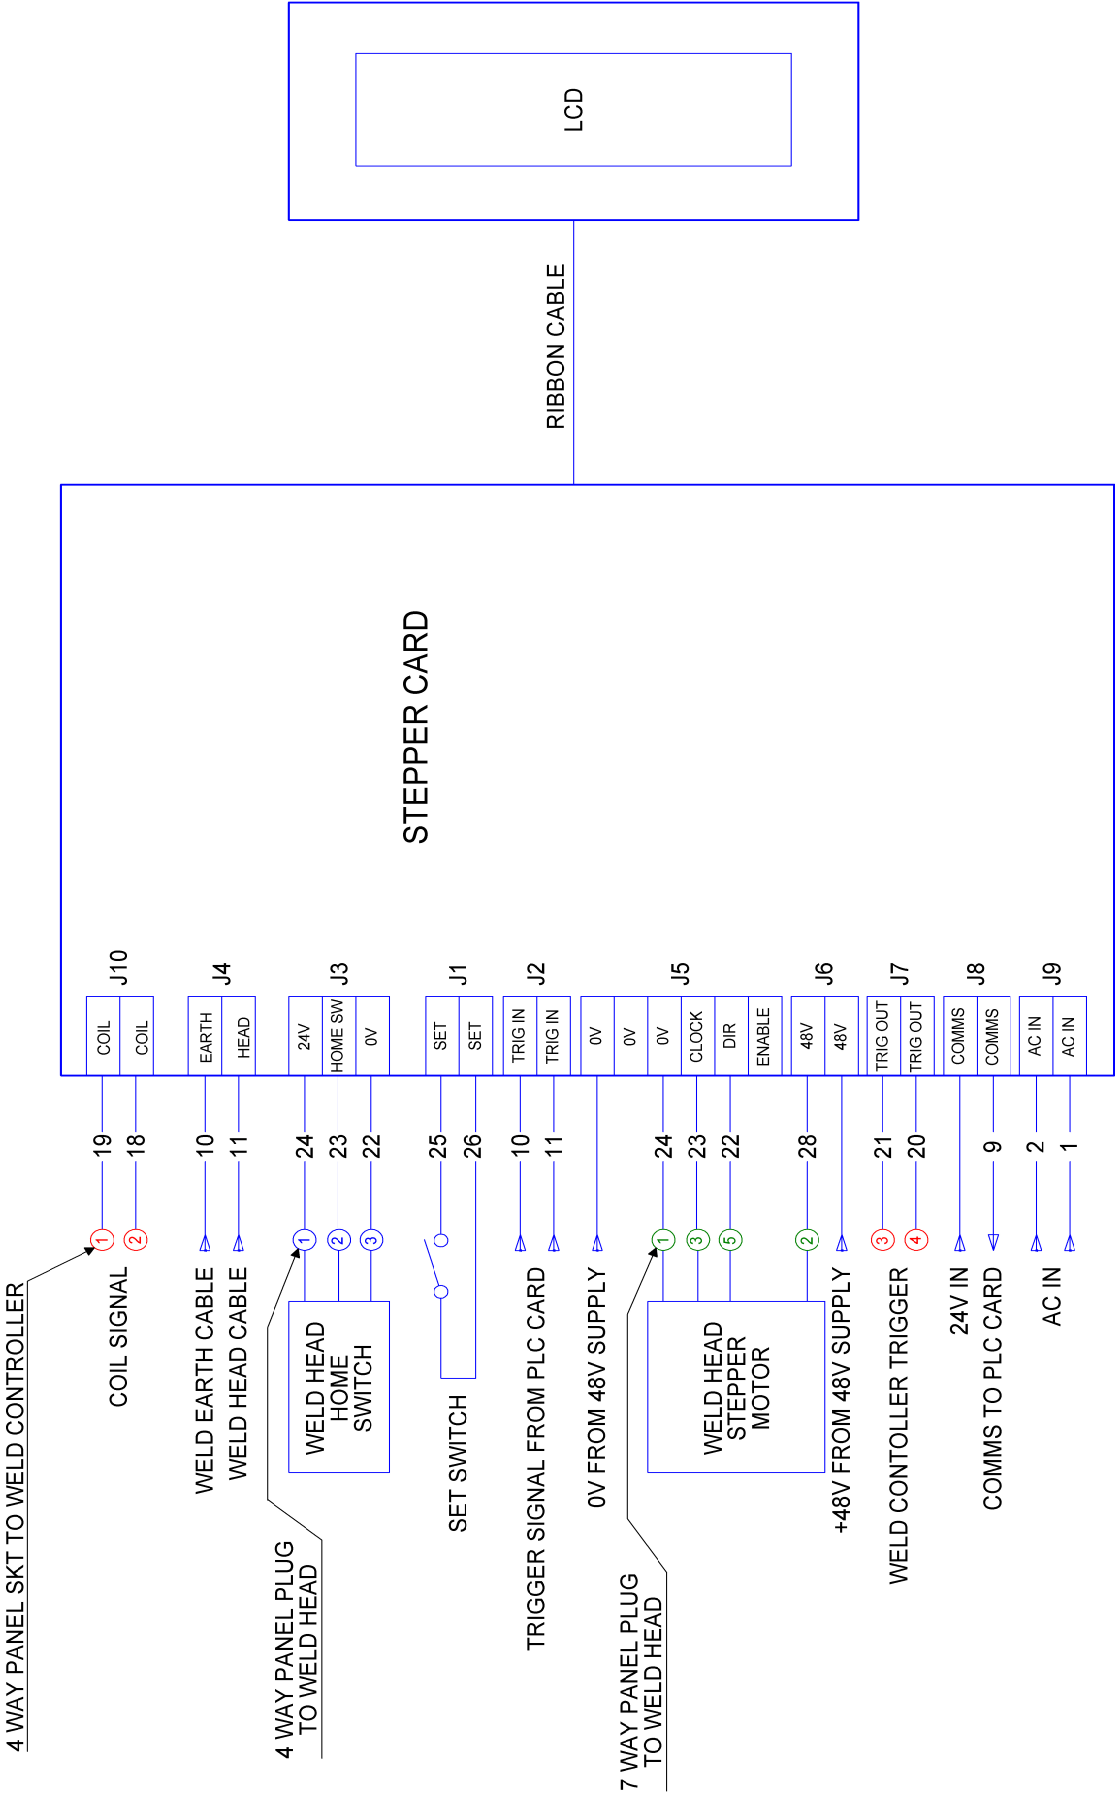 4 WAY PANEL SKT TO WELD CONTROLLER
COIL SIGNAL
1
2
19
18
COIL
COIL
J10
WELD EARTH CABLE
WELD HEAD CABLE
10
11
EARTH
HEAD
J4
4 WAY PANEL PLUG
TO WELD HEAD
WELD HEAD
HOME
SWITCH
1
2
3
24
23
22
24V
HOME SW
0V
J3
SET SWITCH
25
26
SET
SET
J1
TRIGGER SIGNAL FROM PLC CARD
10
11
TRIG IN
TRIG IN
J2
0V FROM 48V SUPPLY
7 WAY PANEL PLUG
TO WELD HEAD
WELD HEAD
STEPPER
MOTOR
1
3
5
2
24
23
22
28
0V
0V
0V
CLOCK
DIR
ENABLE
J5
+48V FROM 48V SUPPLY
48V
48V
J6
WELD CONTOLLER TRIGGER
3
4
21
20
TRIG OUT
TRIG OUT
J7
24V IN
COMMS TO PLC CARD
9
COMMS
COMMS
J8
AC IN
2
1
AC IN
AC IN
J9
STEPPER CARD
RIBBON CABLE
LCD